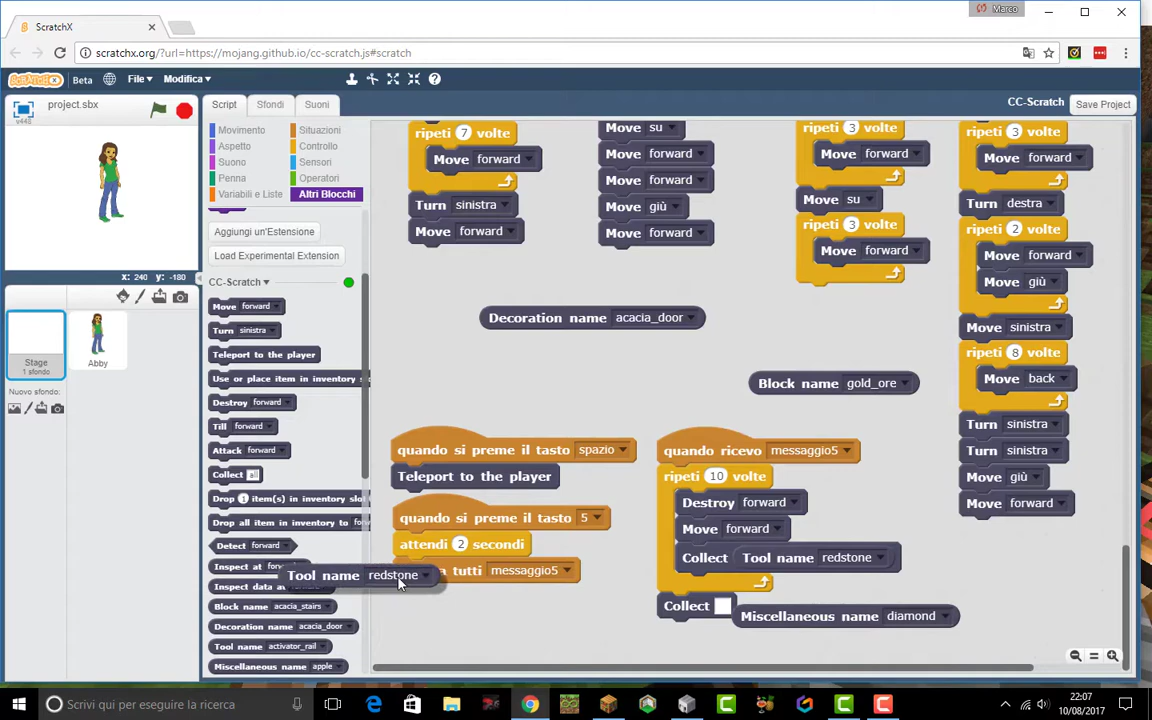 ScratchX
Marco
scratchx.org/?url=https://mojang.github.io/cc-scratch.js#scratch
SCRATCHX Beta File Modifica
project.sbx
v448
Script Sfondi Suoni
CC-Scratch Save Project
Movimento Situazioni
Aspetto Controllo
Suono Sensori
Penna Operatori
Variabili e Liste Altri Blocchi
Aggiungi un'Estensione
Load Experimental Extension
x: 240 y: -180
CC-Scratch
Move forward
Turn sinistra
Teleport to the player
Use or place item in inventory s
Destroy forward
Till forward
Attack forward
Collect all
Drop 1 item(s) in inventory slot
Drop all item in inventory to
Detect forward
Inspect at
Inspect data
Block name acacia_stairs
Decoration name acacia_door
Tool name activator_rail
Miscellaneous name apple
Stage
1 sfondo
Abby
Nuovo sfondo:
ripeti 7 volte
Move forward
Turn sinistra
Move forward
Move su
Move forward
Move forward
Move giù
Move forward
ripeti 3 volte
Move forward
Move su
ripeti 3 volte
Move forward
ripeti 3 volte
Move forward
Turn destra
ripeti 2 volte
Move forward
Move giù
Move sinistra
ripeti 8 volte
Move back
Turn sinistra
Turn sinistra
Move giù
Move forward
Decoration name acacia_door
Block name gold_ore
quando si preme il tasto spazio
Teleport to the player
quando si preme il tasto 5
attendi 2 secondi
a tutti messaggio5
Tool name redstone
quando ricevo messaggio5
ripeti 10 volte
Destroy forward
Move forward
Collect Tool name redstone
Collect
Miscellaneous name diamond
Scrivi qui per eseguire la ricerca
22:07
10/08/2017